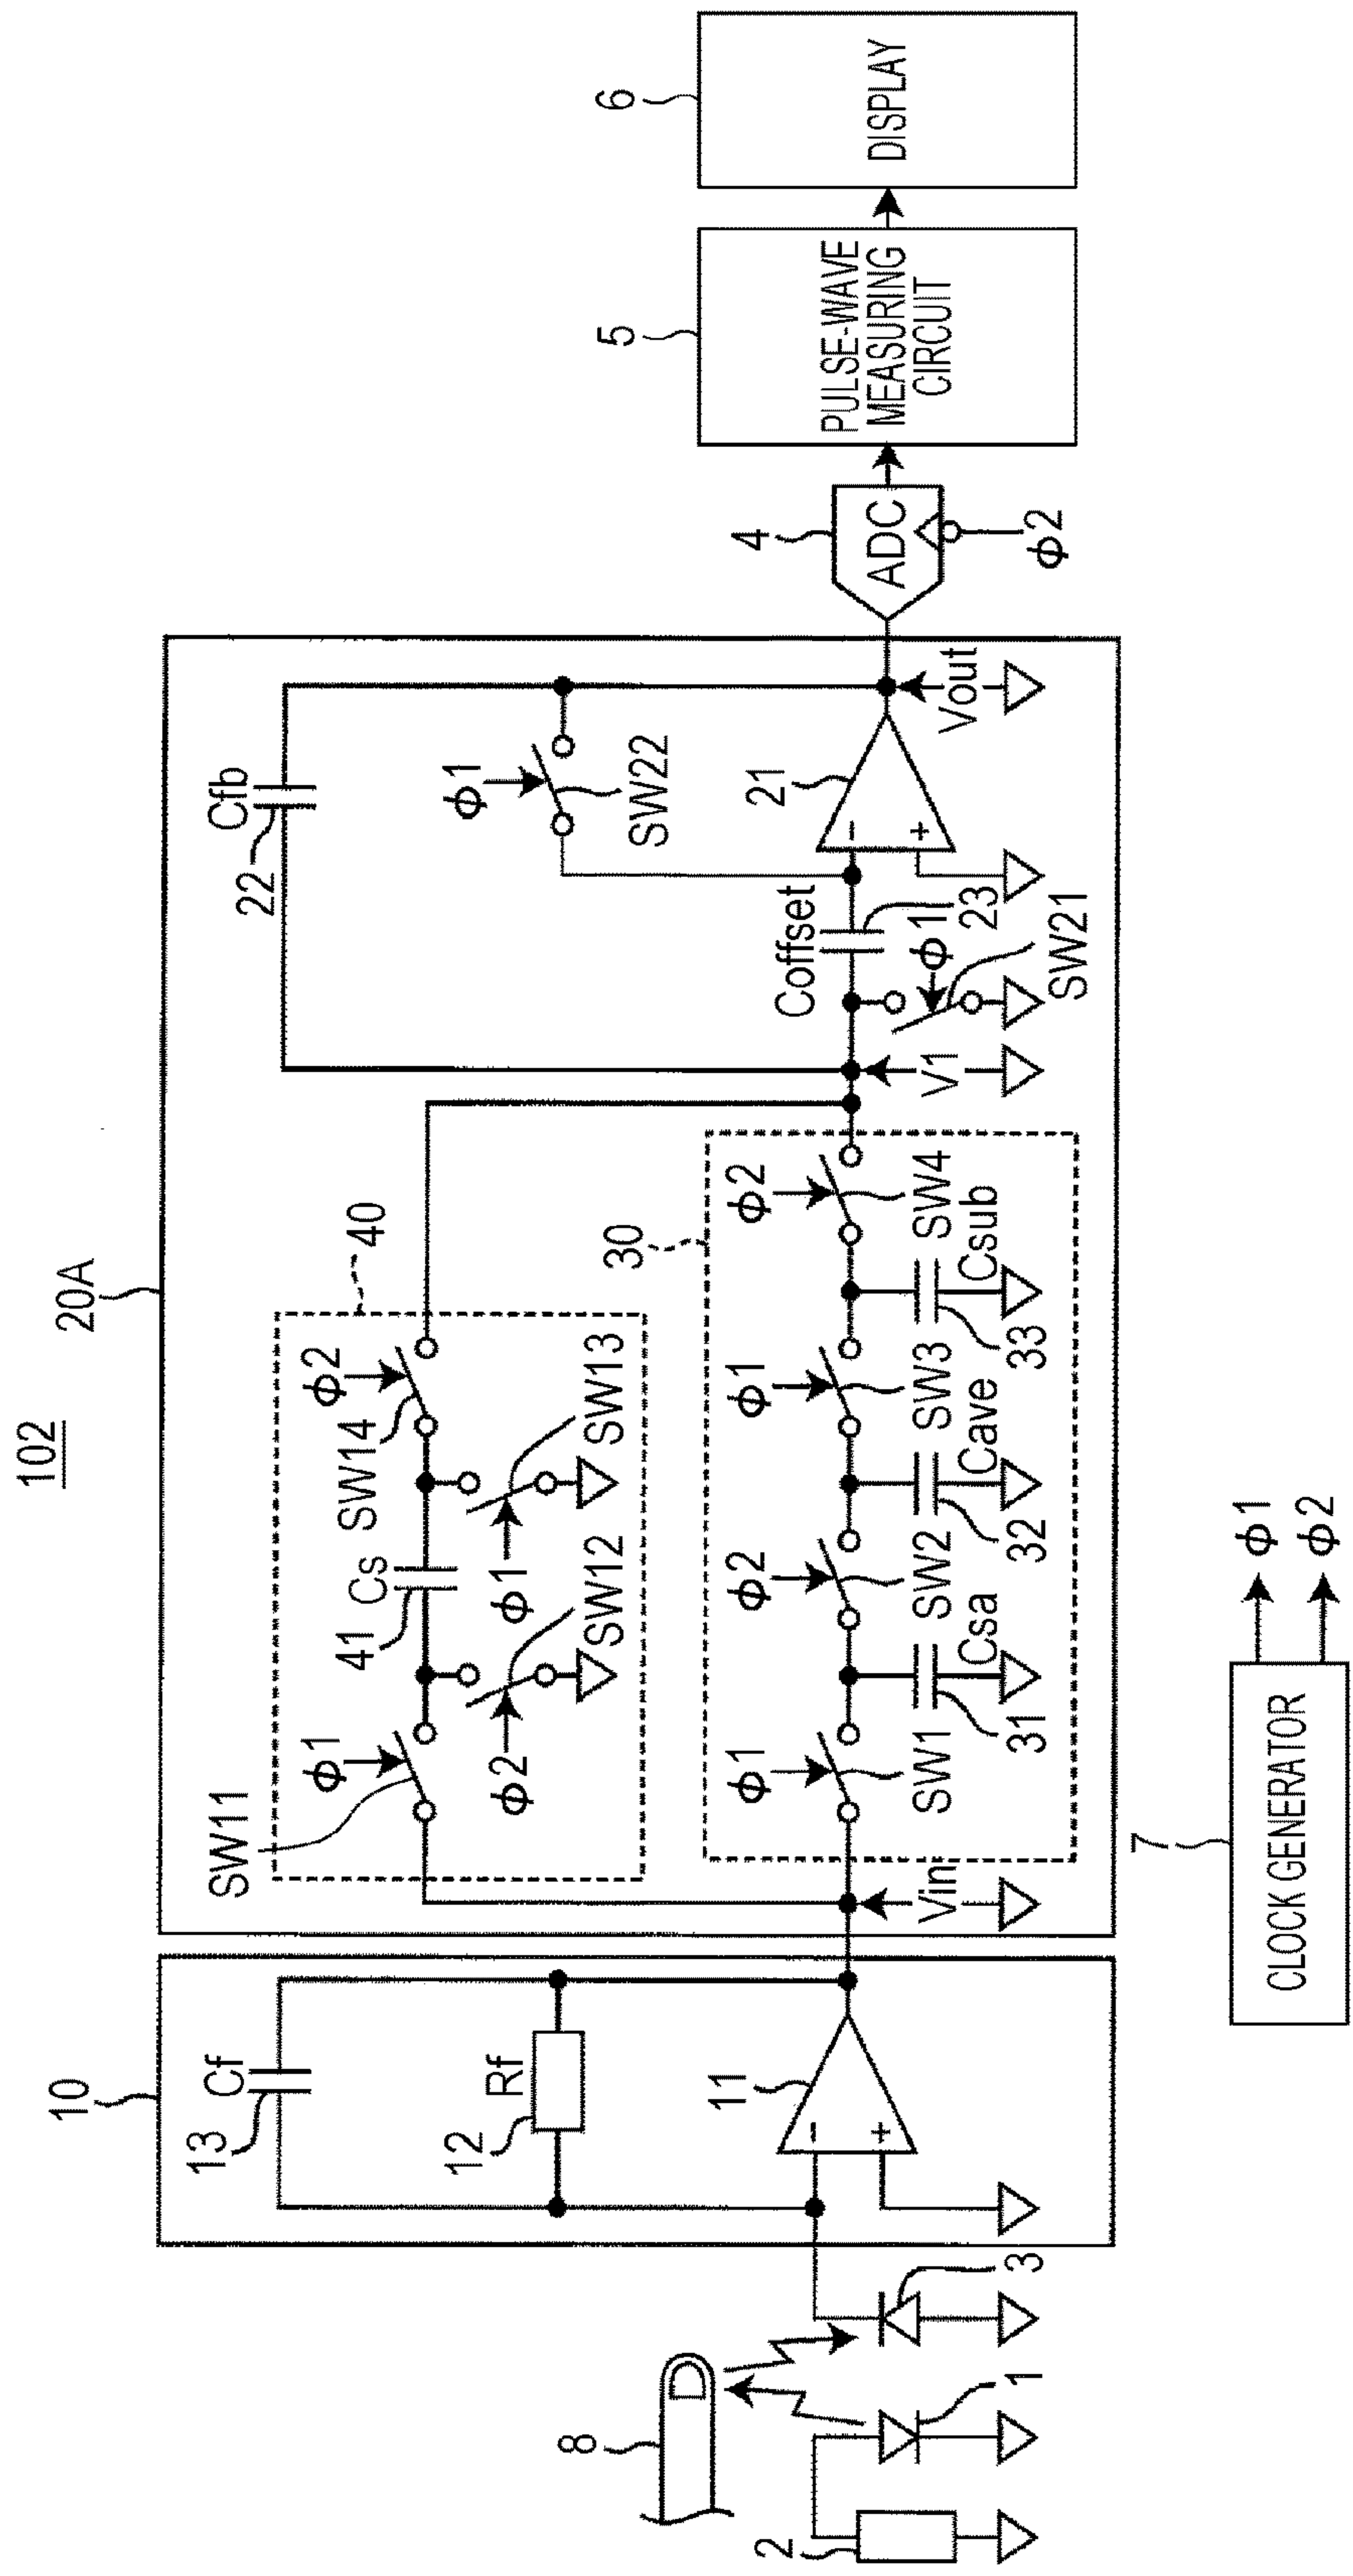 102
20A
10
Cf
13
Rf
12
11
40
SW11
ϕ1
41
Cs
SW14
ϕ2
ϕ2
SW12
ϕ1
SW13
Vin
30
ϕ1
SW1
31
Csa
ϕ2
SW2
32
Cave
ϕ1
SW3
33
Csub
ϕ2
SW4
V1
Cfb
22
ϕ1
SW22
Coffset
23
ϕ1
SW21
21
Vout
-
+
-
+
4
ADC
ϕ2
5
PULSE-WAVE
MEASURING
CIRCUIT
6
DISPLAY
8
2
1
3
7
CLOCK GENERATOR
ϕ1
ϕ2